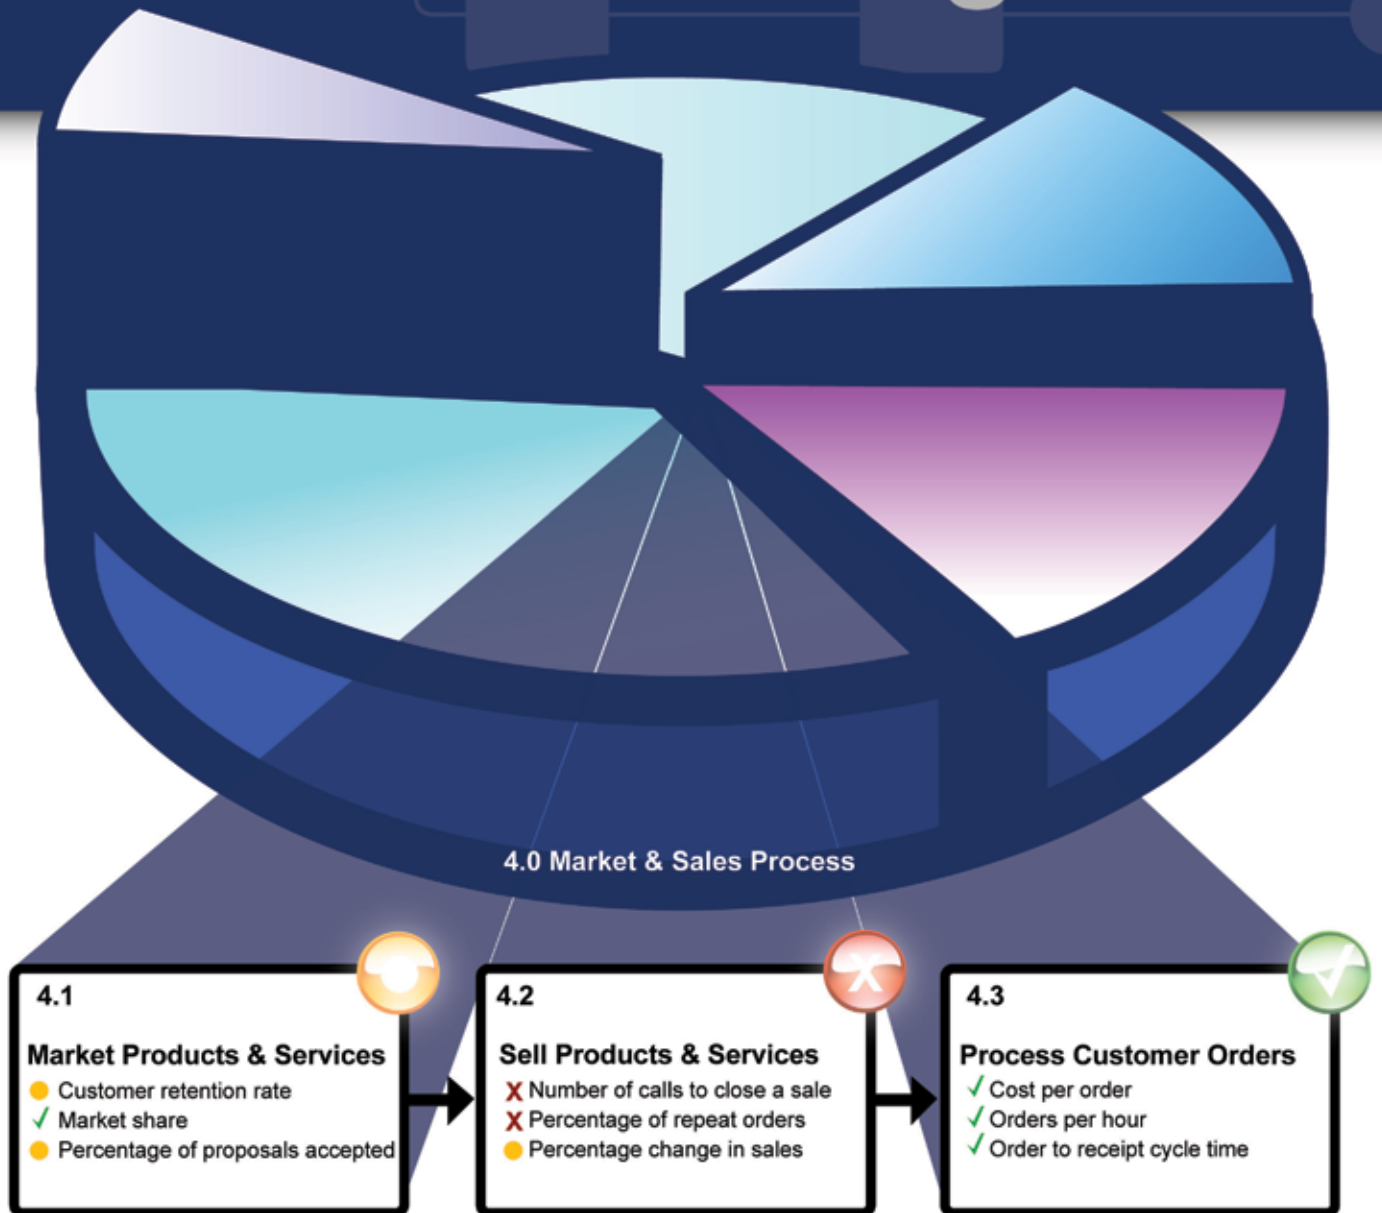 4.0 Market & Sales Process
4.1
Market Products & Services
Customer retention rate
Market share
Percentage of proposals accepted
4.2
Sell Products & Services
X Number of calls to close a sale
X Percentage of repeat orders
Percentage change in sales
4.3
Process Customer Orders
✓ Cost per order
✓ Orders per hour
✓ Order to receipt cycle time